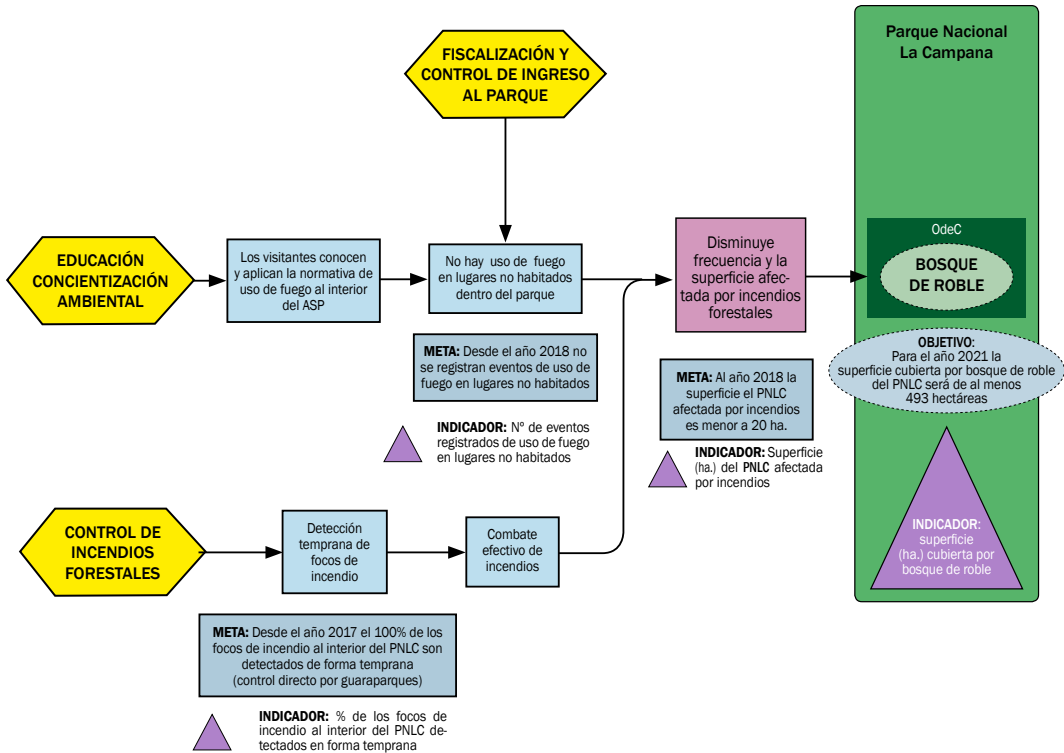 Parque Nacional
La Campana
FISCALIZACIÓN Y
CONTROL DE INGRESO
AL PARQUE
EDUCACIÓN
CONCIENTIZACIÓN
AMBIENTAL
Los visitantes conocen
y aplican la normativa de
uso de fuego al interior
del ASP
No hay uso de fuego
en lugares no habitados
dentro del parque
Disminuye
frecuencia y la
superficie afec-
tada por incendios
forestales
OdeC
BOSQUE
DE ROBLE
META: Desde el año 2018 no
se registran eventos de uso de
fuego en lugares no habitados
INDICADOR: Nº de eventos
registrados de uso de fuego
en lugares no habitados
META: Al año 2018 la
superficie el PNLC
afectada por incendios
es menor a 20 ha.
INDICADOR: Superficie
(ha.) del PNLC afectada
por incendios
OBJETIVO:
Para el año 2021 la
superficie cubierta por bosque de roble
del PNLC será de al menos
493 hectáreas
INDICADOR:
superficie
(ha.) cubierta por
bosque de roble
CONTROL DE
INCENDIOS
FORESTALES
Detección
temprana de
focos de
incendio
Combate
efectivo de
incendios
META: Desde el año 2017 el 100% de los
focos de incendio al interior del PNLC son
detectados de forma temprana
(control directo por guaraparques)
INDICADOR: % de los focos de
incendio al interior del PNLC de-
tectados en forma temprana